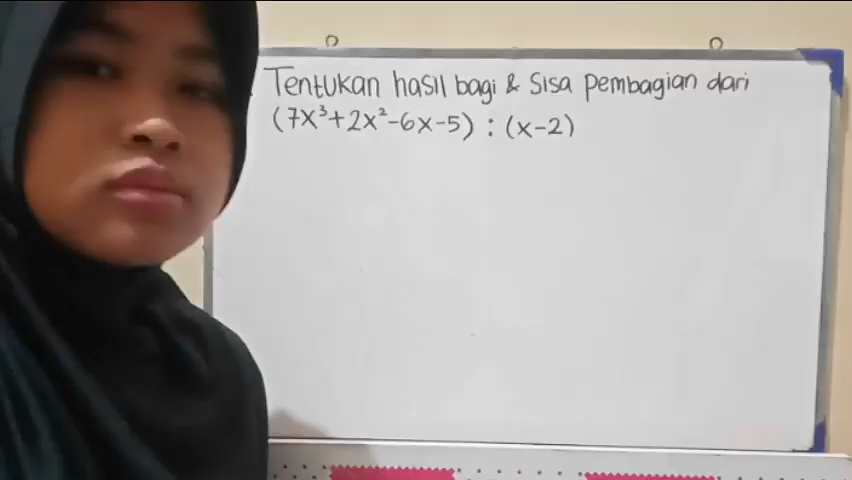 Tentukan hasil bagi & sisa pembagian dari
(7x³+2x²-6x-5) : (x-2)